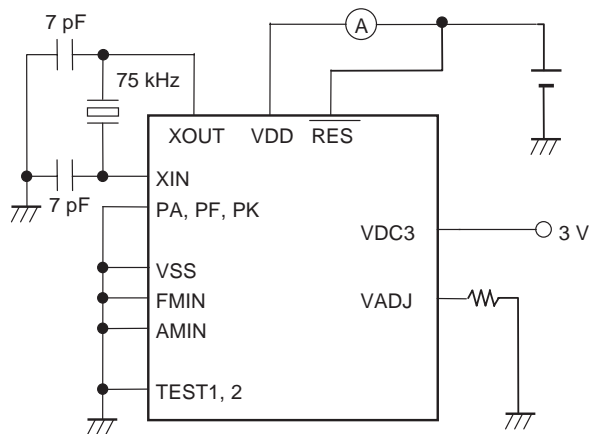 7 pF
A
75 kHz
XOUT VDD RES
XIN
7 pF
PA, PF, PK
VDC3 3 V
VSS
FMIN VADJ
AMIN
TEST1, 2